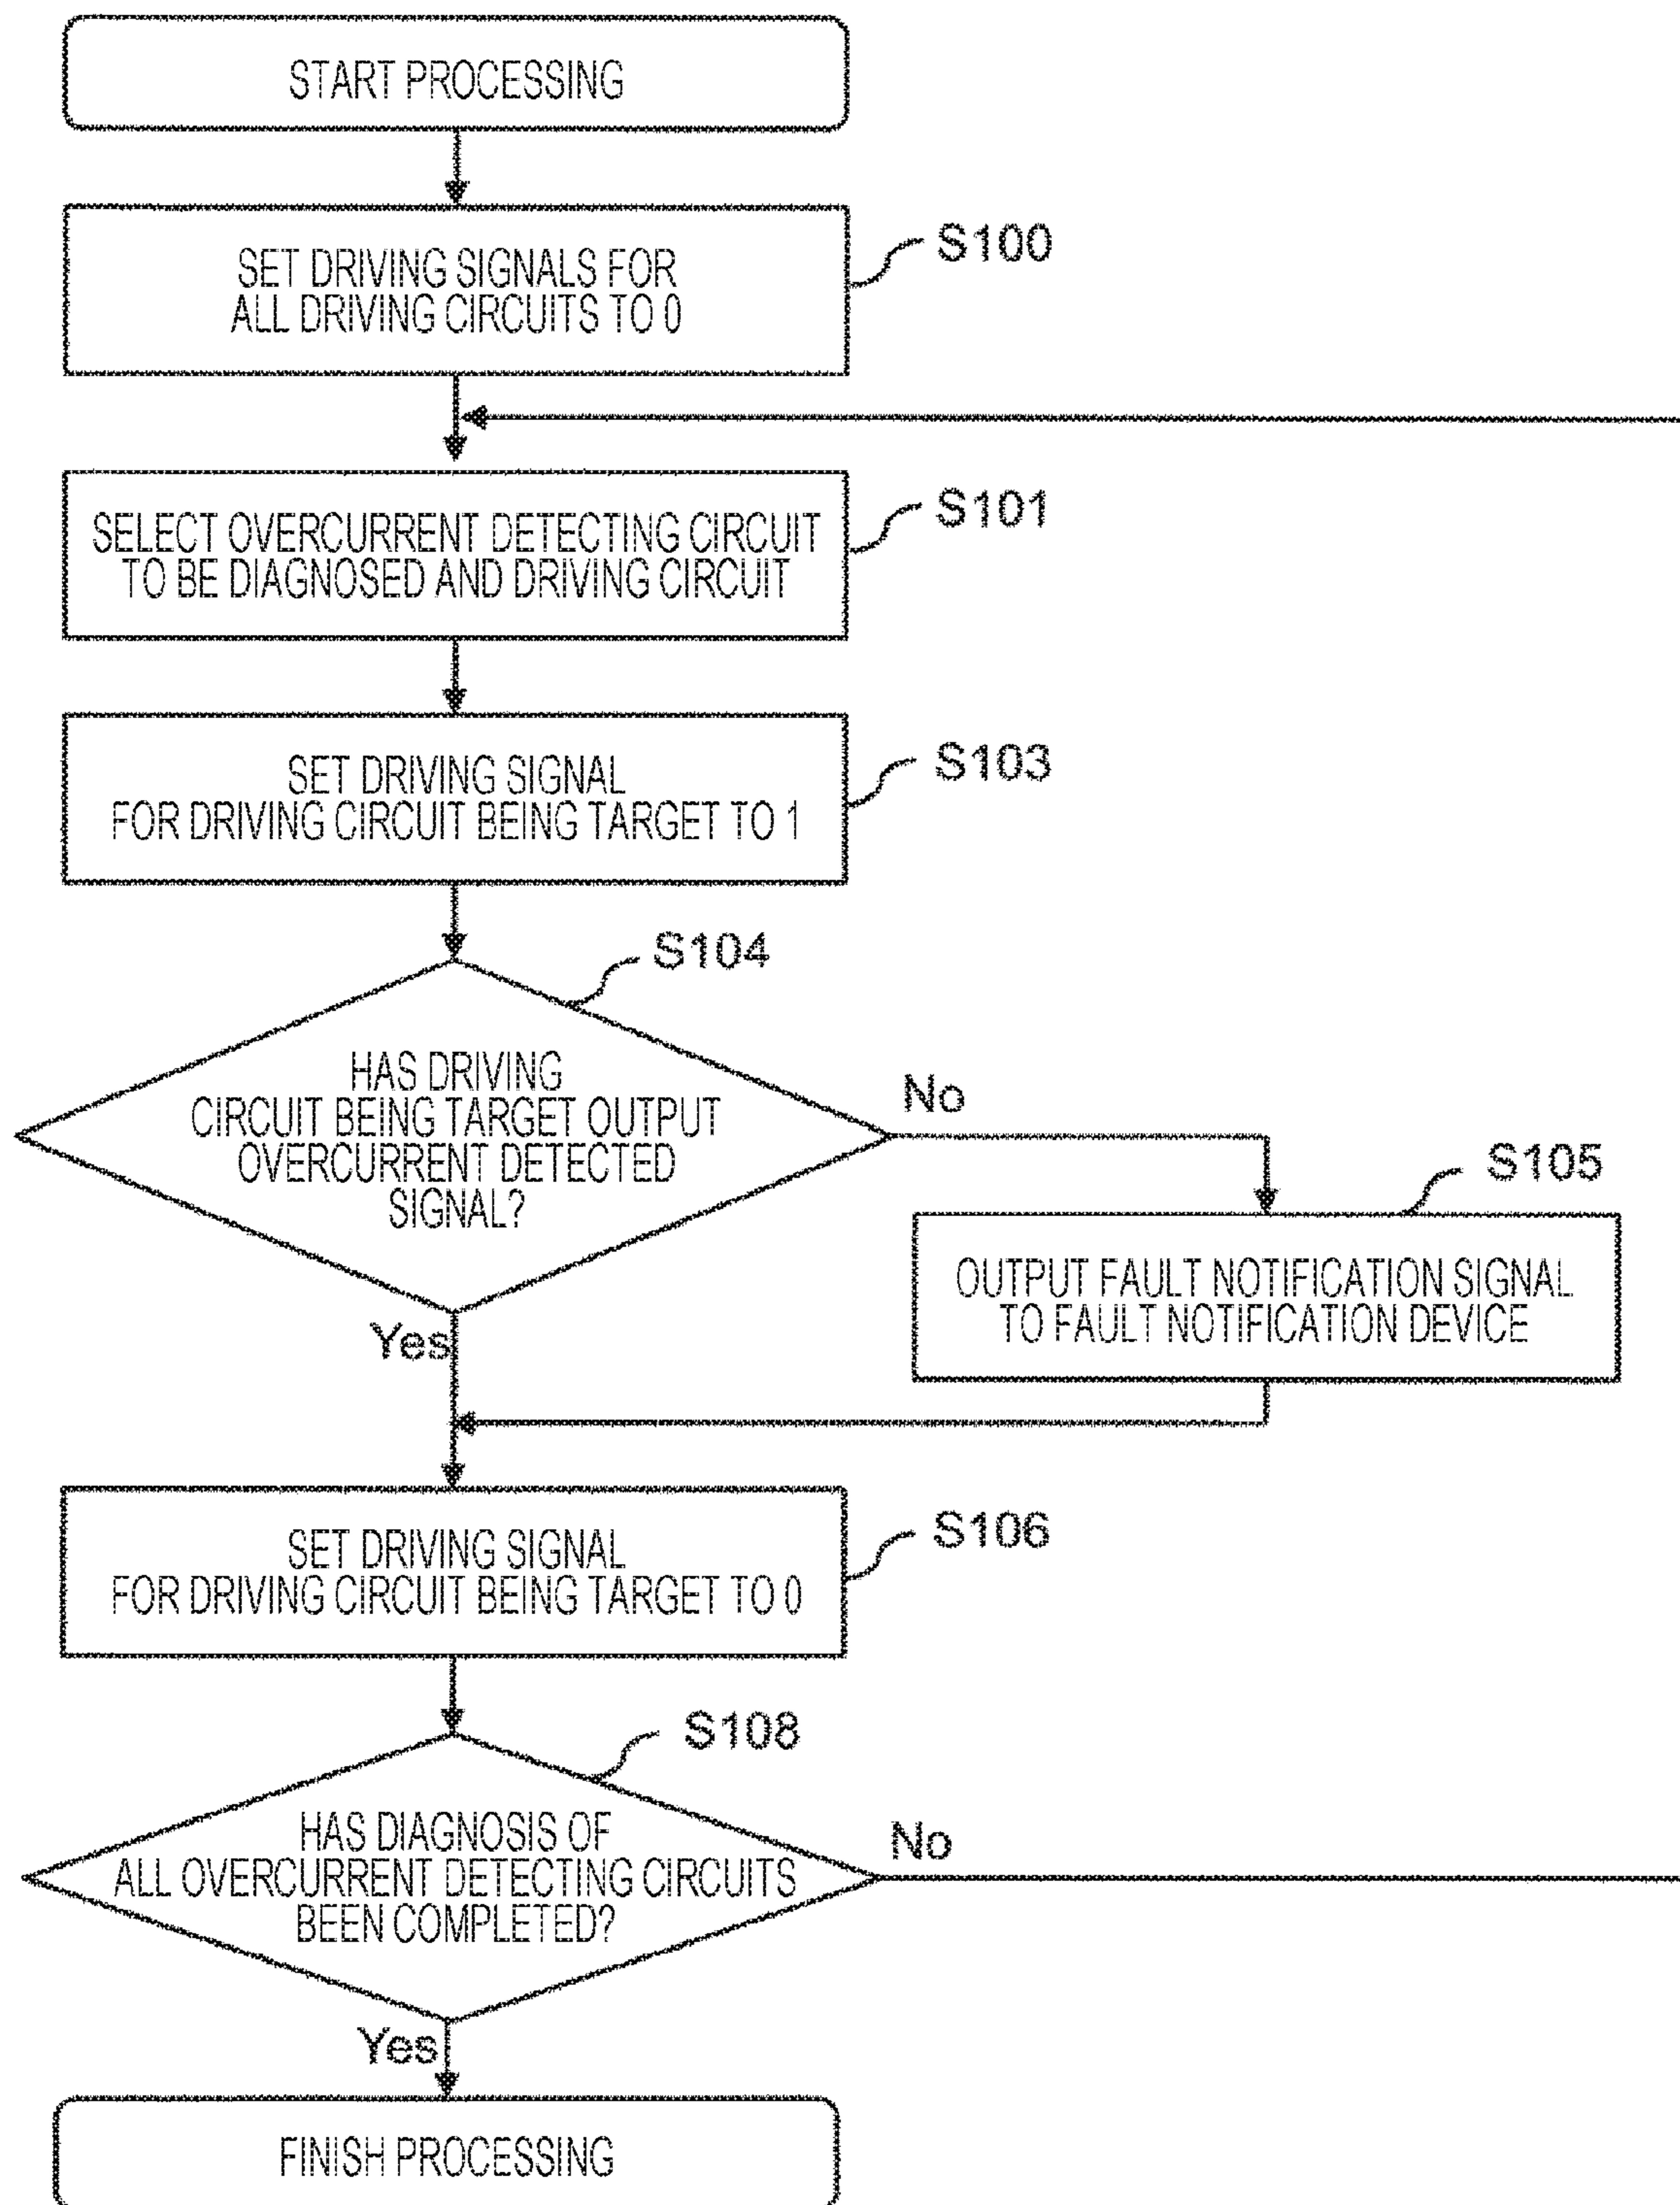 START PROCESSING
SET DRIVING SIGNALS FOR
ALL DRIVING CIRCUITS TO 0
S100
SELECT OVERCURRENT DETECTING CIRCUIT
TO BE DIAGNOSED AND DRIVING CIRCUIT
S101
SET DRIVING SIGNAL
FOR DRIVING CIRCUIT BEING TARGET TO 1
S103
S104
HAS DRIVING
CIRCUIT BEING TARGET OUTPUT
OVERCURRENT DETECTED
SIGNAL?
No
Yes
S105
OUTPUT FAULT NOTIFICATION SIGNAL
TO FAULT NOTIFICATION DEVICE
SET DRIVING SIGNAL
FOR DRIVING CIRCUIT BEING TARGET TO 0
S106
S108
HAS DIAGNOSIS OF
ALL OVERCURRENT DETECTING CIRCUITS
BEEN COMPLETED?
No
Yes
FINISH PROCESSING